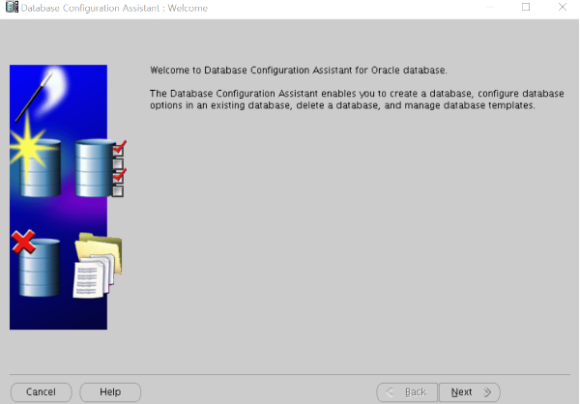 Database Configuration Assistant : Welcome
Welcome to Database Configuration Assistant for Oracle database.
The Database Configuration Assistant enables you to create a database, configure database
options in an existing database, delete a database, and manage database templates.
Cancel
Help
Back
Next